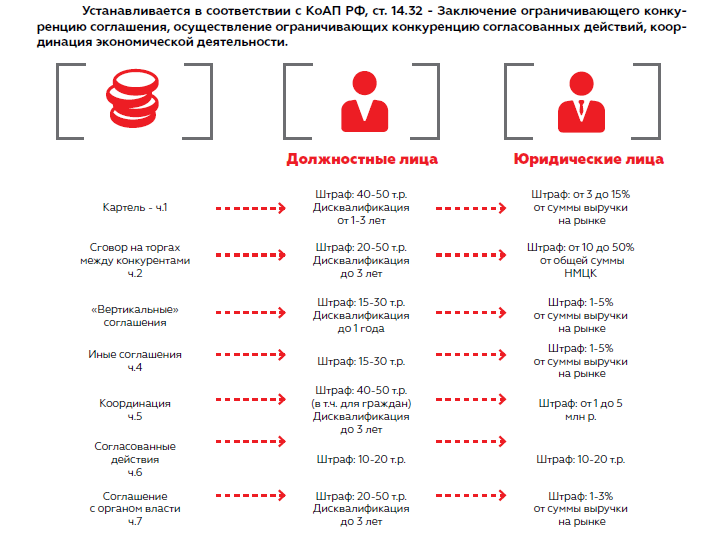 Устанавливается в соответствии с КоАП РФ, ст. 14.32 - Заключение ограничивающего конку-
ренцию соглашения, осуществление ограничивающих конкуренцию согласованных действий, коор-
динация экономической деятельности.
Должностные лица
Юридические лица
Картель - ч.1
Штраф: 40-50 т.р.
Дисквалификация
от 1-3 лет
Штраф: от 3 до 15%
от суммы выручки
на рынке
Сговор на торгах
между конкурентами
ч.2
Штраф: 20-50 т.р.
Дисквалификация
до 3 лет
Штраф: от 10 до 50%
от общей суммы
НМЦК
«Вертикальные»
соглашения
Штраф: 15-30 т.р.
Дисквалификация
до 1 года
Штраф: 1-5%
от суммы выручки
на рынке
Иные соглашения
ч.4
Штраф: 15-30 т.р.
Штраф: 1-5%
от суммы выручки
на рынке
Координация
ч.5
Штраф: 40-50 т.р.
(в т.ч. для граждан)
Дисквалификация
до 3 лет
Штраф: от 1 до 5
млн р.
Согласованные
действия
ч.6
Штраф: 10-20 т.р.
Штраф: 10-20 т.р.
Соглашение
с органом власти
ч.7
Штраф: 20-50 т.р.
Дисквалификация
до 3 лет
Штраф: 1-3%
от суммы выручки
на рынке